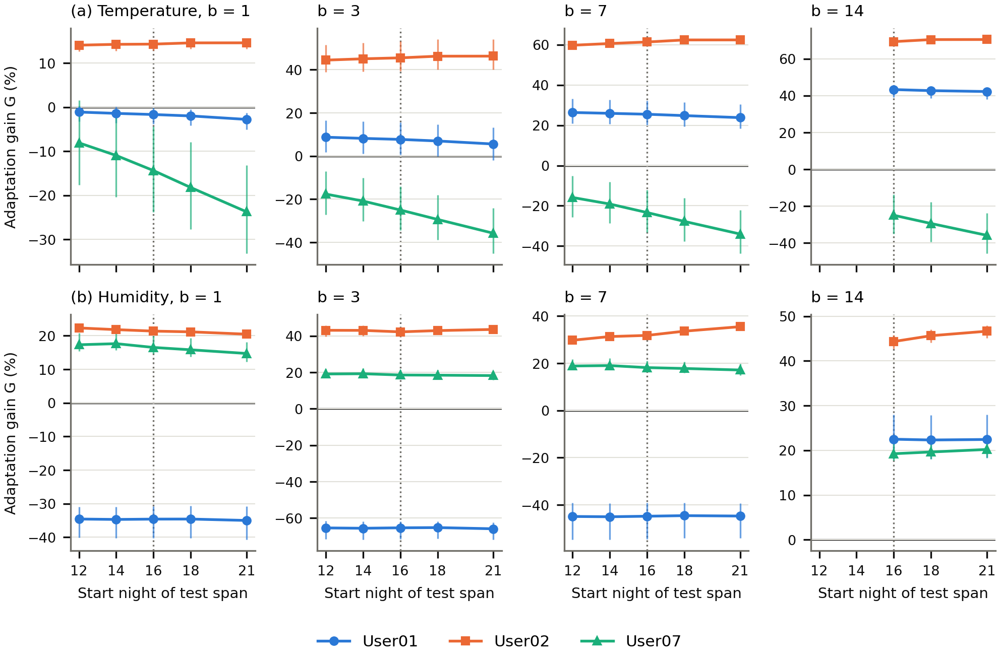 (a) Temperature, b = 1
b = 3
b = 7
b = 14
Adaptation gain G (%)
10
0
−10
−20
−30
40
20
0
−20
−40
60
40
20
0
−20
−40
60
40
20
0
−20
−40
(b) Humidity, b = 1
b = 3
b = 7
b = 14
Adaptation gain G (%)
20
10
0
−10
−20
−30
−40
40
20
0
−20
−40
−60
40
20
0
−20
−40
50
40
30
20
10
0
12 14 16 18 21
12 14 16 18 21
12 14 16 18 21
12 14 16 18 21
Start night of test span
Start night of test span
Start night of test span
Start night of test span
User01
User02
User07